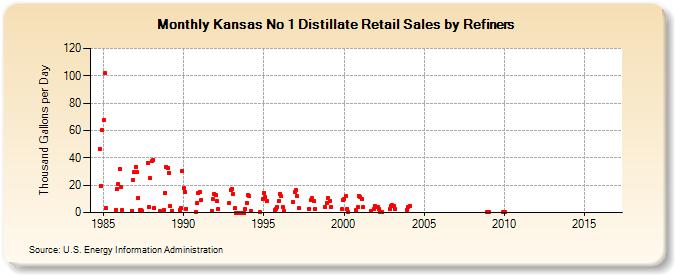 Monthly Kansas No 1 Distillate Retail Sales by Refiners
Thousand Gallons per Day
120
100
80
60
40
20
0
1985 1990 1995 2000 2005 2010 2015
Source: U.S. Energy Information Administration